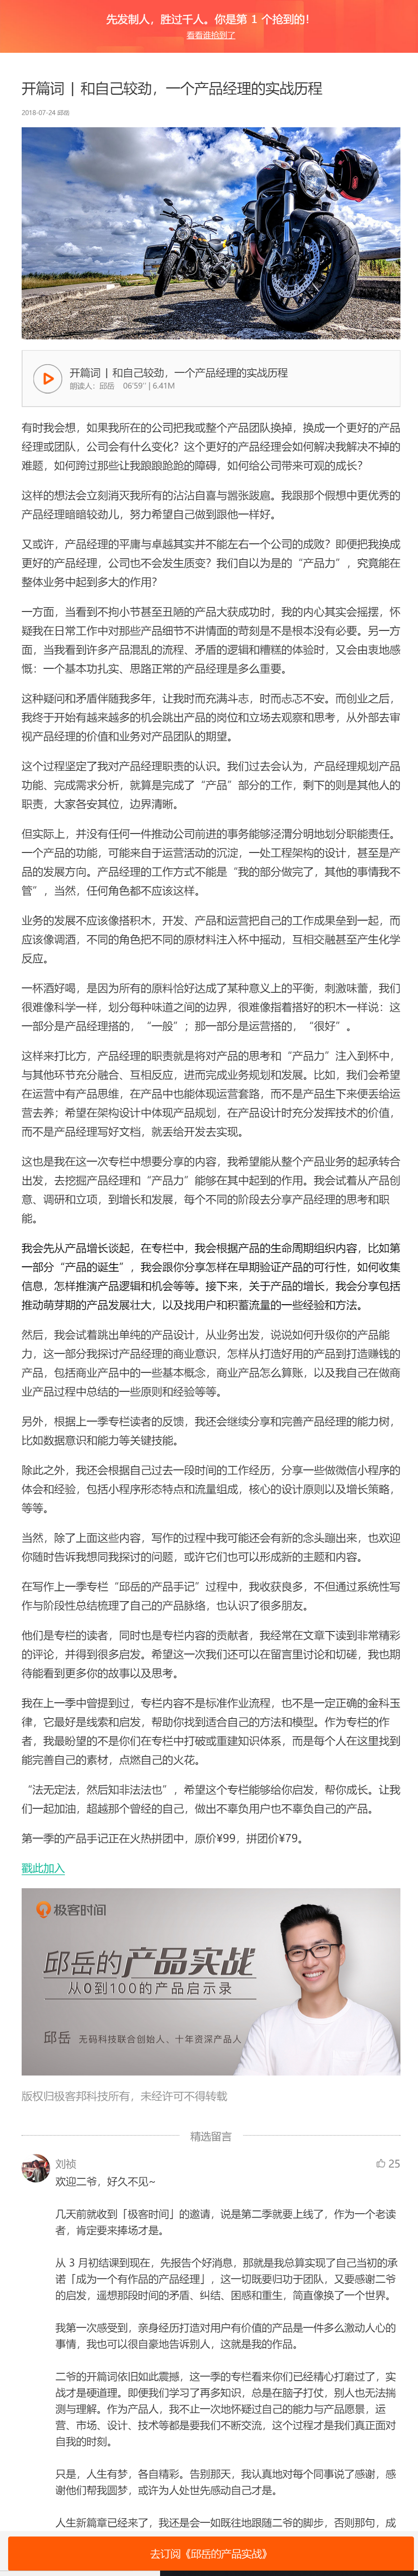 先发制人，胜过千人。你是第 1 个抢到的！
看看谁抢到了
开篇词 | 和自己较劲，一个产品经理的实战历程
2018-07-24 邱岳
开篇词 | 和自己较劲，一个产品经理的实战历程
朗读人：邱岳 06′59′′ | 6.41M
有时我会想，如果我所在的公司把我或整个产品团队换掉，换成一个更好的产品
经理或团队，公司会有什么变化？这个更好的产品经理会如何解决我解决不掉的
难题，如何跨过那些让我踉踉跄跄的障碍，如何给公司带来可观的成长？
这样的想法会立刻消灭我所有的沾沾自喜与嚣张跋扈。我跟那个假想中更优秀的
产品经理暗暗较劲儿，努力希望自己做到跟他一样好。
又或许，产品经理的平庸与卓越其实并不能左右一个公司的成败？即便把我换成
更好的产品经理，公司也不会发生质变？我们自以为是的“产品力”，究竟能在
整体业务中起到多大的作用？
一方面，当看到不拘小节甚至丑陋的产品大获成功时，我的内心其实会摇摆，怀
疑我在日常工作中对那些产品细节不讲情面的苛刻是不是根本没有必要。另一方
面，当我看到许多产品混乱的流程、矛盾的逻辑和糟糕的体验时，又会由衷地感
慨：一个基本功扎实、思路正常的产品经理是多么重要。
这种疑问和矛盾伴随我多年，让我时而充满斗志，时而忐忑不安。而创业之后，
我终于开始有越来越多的机会跳出产品的岗位和立场去观察和思考，从外部去审
视产品经理的价值和业务对产品团队的期望。
这个过程坚定了我对产品经理职责的认识。我们过去会认为，产品经理规划产品
功能、完成需求分析，就算是完成了“产品”部分的工作，剩下的则是其他人的
职责，大家各安其位，边界清晰。
但实际上，并没有任何一件推动公司前进的事务能够泾渭分明地划分职能责任。
一个产品的功能，可能来自于运营活动的沉淀，一处工程架构的设计，甚至是产
品的发展方向。产品经理的工作方式不能是“我的部分做完了，其他的事情我不
管”，当然，任何角色都不应该这样。
业务的发展不应该像搭积木，开发、产品和运营把自己的工作成果垒到一起，而
应该像调酒，不同的角色把不同的原材料注入杯中摇动，互相交融甚至产生化学
反应。
一杯酒好喝，是因为所有的原料恰好达成了某种意义上的平衡，刺激味蕾，我们
很难像科学一样，划分每种味道之间的边界，很难像指着搭好的积木一样说：这
一部分是产品经理搭的，“一般”；那一部分是运营搭的，“很好”。
这样来打比方，产品经理的职责就是将对产品的思考和“产品力”注入到杯中，
与其他环节充分融合、互相反应，进而完成业务规划和发展。比如，我们会希望
在运营中有产品思维，在产品中也能体现运营套路，而不是产品生下来便丢给运
营去养；希望在架构设计中体现产品规划，在产品设计时充分发挥技术的价值，
而不是产品经理写好文档，就丢给开发去实现。
这也是我在这一次专栏中想要分享的内容，我希望能从整个产品业务的起承转合
出发，去挖掘产品经理和“产品力”能够在其中起到的作用。我会试着从产品创
意、调研和立项，到增长和发展，每个不同的阶段去分享产品经理的思考和职
能。
我会先从产品增长谈起，在专栏中，我会根据产品的生命周期组织内容，比如第
一部分“产品的诞生”，我会跟你分享怎样在早期验证产品的可行性，如何收集
信息，怎样推演产品逻辑和机会等等。接下来，关于产品的增长，我会分享包括
推动萌芽期的产品发展壮大，以及找用户和积蓄流量的一些经验和方法。
然后，我会试着跳出单纯的产品设计，从业务出发，说说如何升级你的产品能
力，这一部分我探讨产品经理的商业意识，怎样从打造好用的产品到打造赚钱的
产品，包括商业产品中的一些基本概念，商业产品怎么算账，以及我自己在做商
业产品过程中总结的一些原则和经验等等。
另外，根据上一季专栏读者的反馈，我还会继续分享和完善产品经理的能力树，
比如数据意识和能力等关键技能。
除此之外，我还会根据自己过去一段时间的工作经历，分享一些做微信小程序的
体会和经验，包括小程序形态特点和流量组成，核心的设计原则以及增长策略，
等等。
当然，除了上面这些内容，写作的过程中我可能还会有新的念头蹦出来，也欢迎
你随时告诉我想同我探讨的问题，或许它们也可以形成新的主题和内容。
在写作上一季专栏“邱岳的产品手记”过程中，我收获良多，不但通过系统性写
作与阶段性总结梳理了自己的产品脉络，也认识了很多朋友。
他们是专栏的读者，同时也是专栏内容的贡献者，我经常在文章下读到非常精彩
的评论，并得到很多启发。希望这一次我们还可以在留言里讨论和切磋，我也期
待能看到更多你的故事以及思考。
我在上一季中曾提到过，专栏内容不是标准作业流程，也不是一定正确的金科玉
律，它最好是线索和启发，帮助你找到适合自己的方法和模型。作为专栏的作
者，我最盼望的不是你们在专栏中打破或重建知识体系，而是每个人在这里找到
能完善自己的素材，点燃自己的火花。
“法无定法，然后知非法法也”，希望这个专栏能够给你启发，帮你成长。让我
们一起加油，超越那个曾经的自己，做出不辜负用户也不辜负自己的产品。
第一季的产品手记正在火热拼团中，原价¥99，拼团价¥79。
戳此加入
极客时间
邱岳的产品实战
从0到100的产品启示录
邱岳 无码科技联合创始人、十年资深产品人
版权归极客邦科技所有，未经许可不得转载
精选留言
刘祯 25
欢迎二爷，好久不见~
几天前就收到「极客时间」的邀请，说是第二季就要上线了，作为一个老读
者，肯定要来捧场才是。
从 3 月初结课到现在，先报告个好消息，那就是我总算实现了自己当初的承
诺「成为一个有作品的产品经理」，这一切既要归功于团队，又要感谢二爷
的启发，遥想那段时间的矛盾、纠结、困惑和重生，简直像换了一个世界。
我第一次感受到，亲身经历打造对用户有价值的产品是一件多么激动人心的
事情，我也可以很自豪地告诉别人，这就是我的作品。
二爷的开篇词依旧如此震撼，这一季的专栏看来你们已经精心打磨过了，实
战才是硬道理。即便我们学习了再多知识，总是在脑子打仗，别人也无法揣
测与理解。作为产品人，我不止一次地怀疑过自己的能力与产品愿景，运
营、市场、设计、技术等都是要我们不断交流，这个过程才是我们真正面对
自我的时刻。
只是，人生有梦，各自精彩。告别那天，我认真地对每个同事说了感谢，感
谢他们帮我圆梦，或许为人处世先感动自己才是。
人生新篇章已经来了，我还是会一如既往地跟随二爷的脚步，否则那句，成
去订阅《邱岳的产品实战》